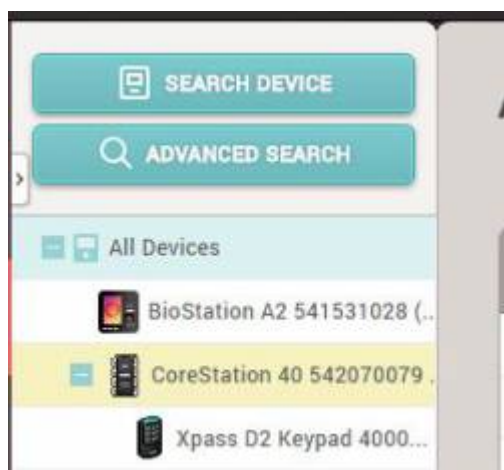 SEARCH DEVICE
ADVANCED SEARCH
All Devices
BioStation A2 541531028 (..
CoreStation 40 542070079 .
Xpass D2 Keypad 4000...